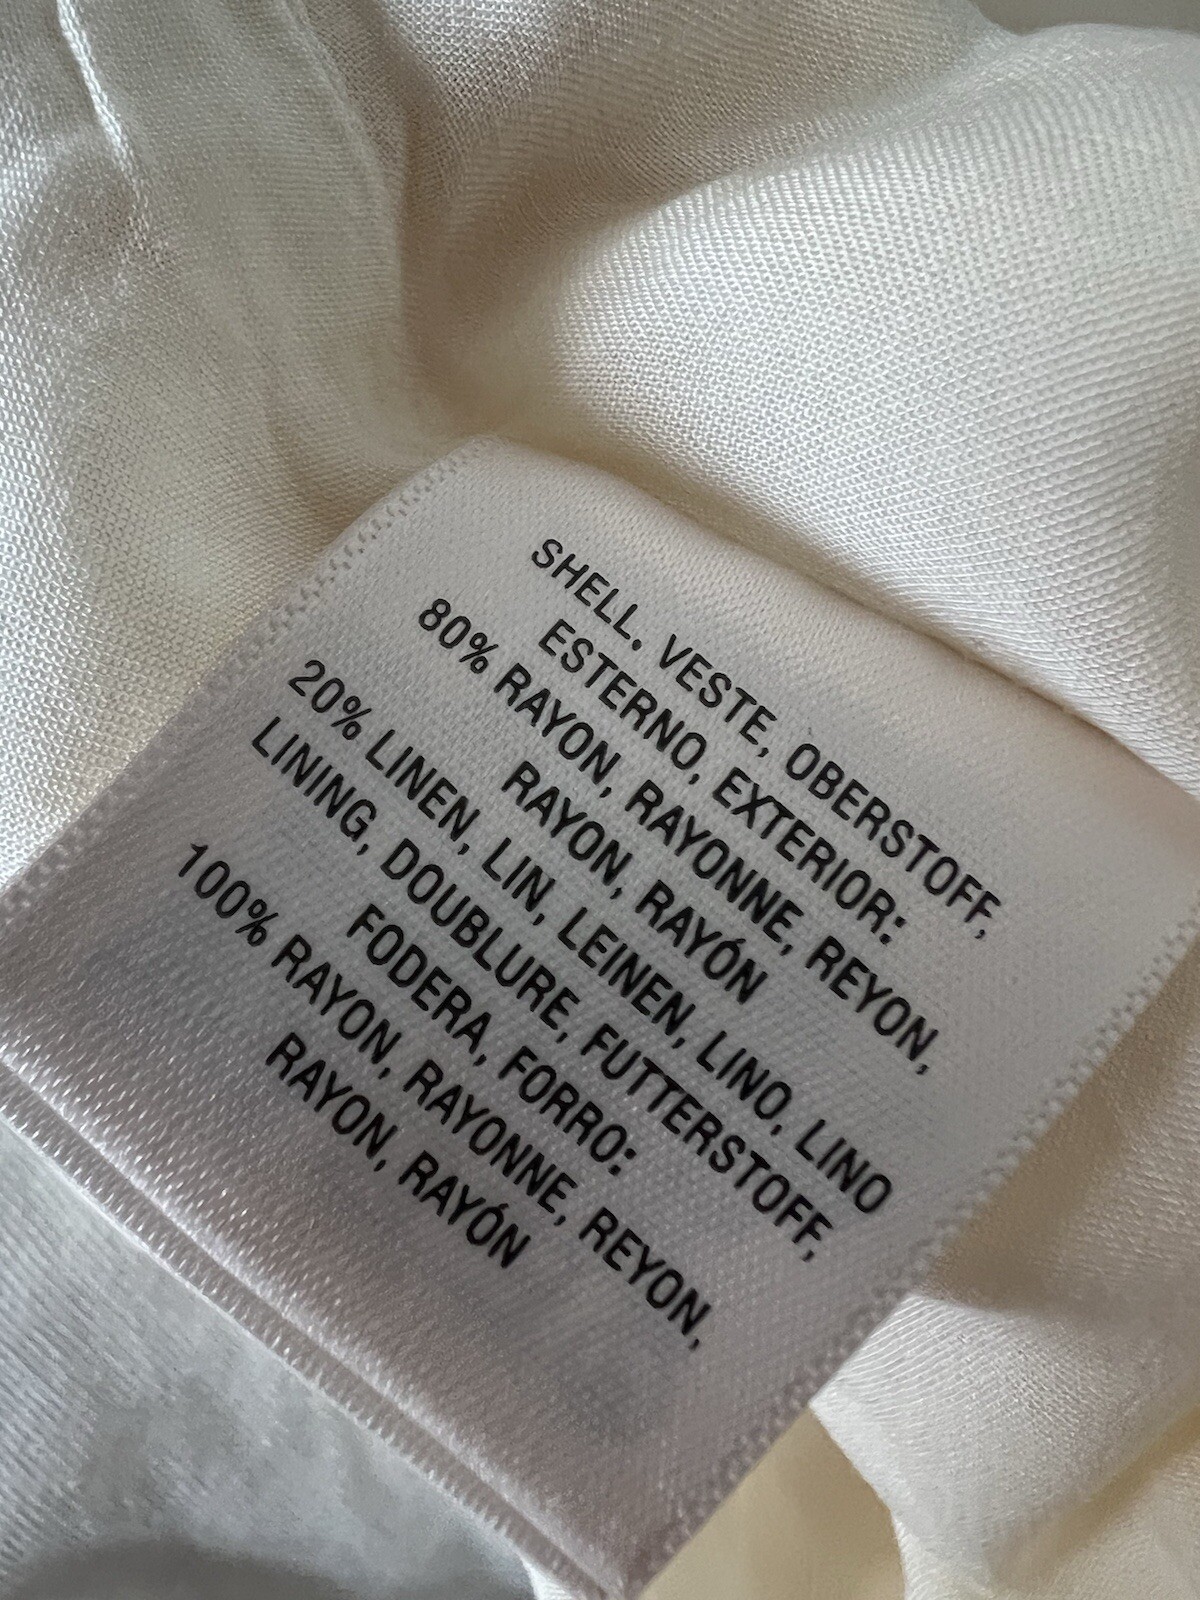 SHELL. VESTE, OBERSTOFF,
ESTERNO, EXTERIOR:
80% RAYON, RAYONNE, REYON,
RAYON, RAYÓN
20% LINEN, LIN, LEINEN, LINO, LINO
LINING, DOUBLURE, FUTTERSTOFF,
FODERA, FORRO:
100% RAYON, RAYONNE, REYON,
RAYON, RAYÓN